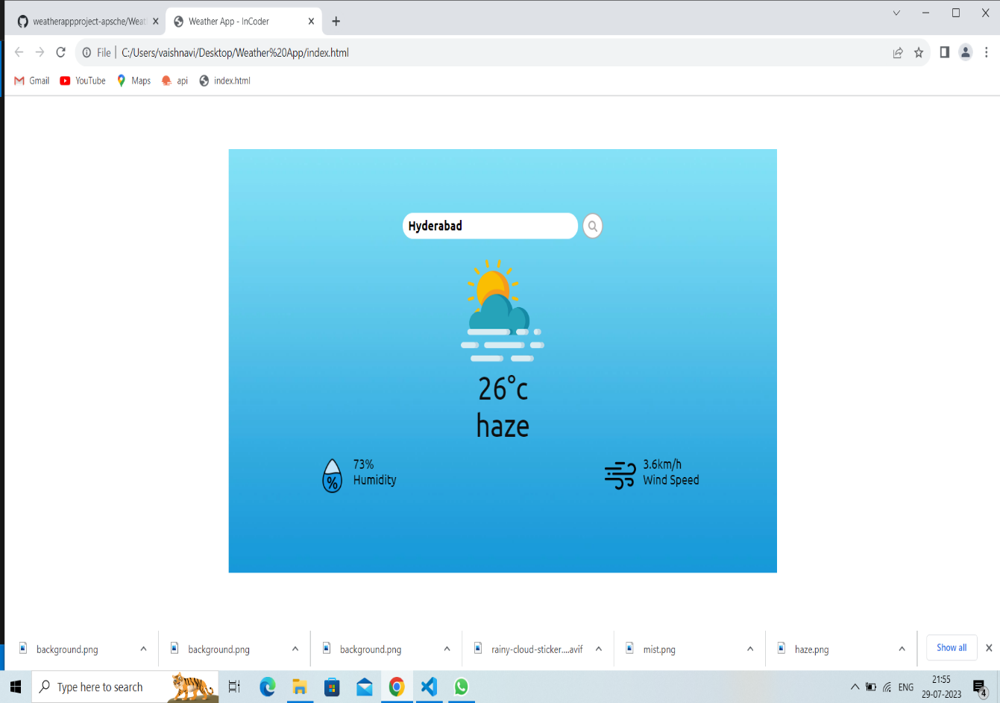 weatherappproject-apsche/Weat
Weather App - InCoder
File
C:/Users/vaishnavi/Desktop/Weather%20App/index.html
Gmail
YouTube
Maps
api
index.html
Hyderabad
26°c
haze
73%
Humidity
%
3.6km/h
Wind Speed
background.png
background.png
background.png
rainy-cloud-sticker....avif
mist.png
haze.png
Show all
Type here to search
ENG
21:55
29-07-2023
4